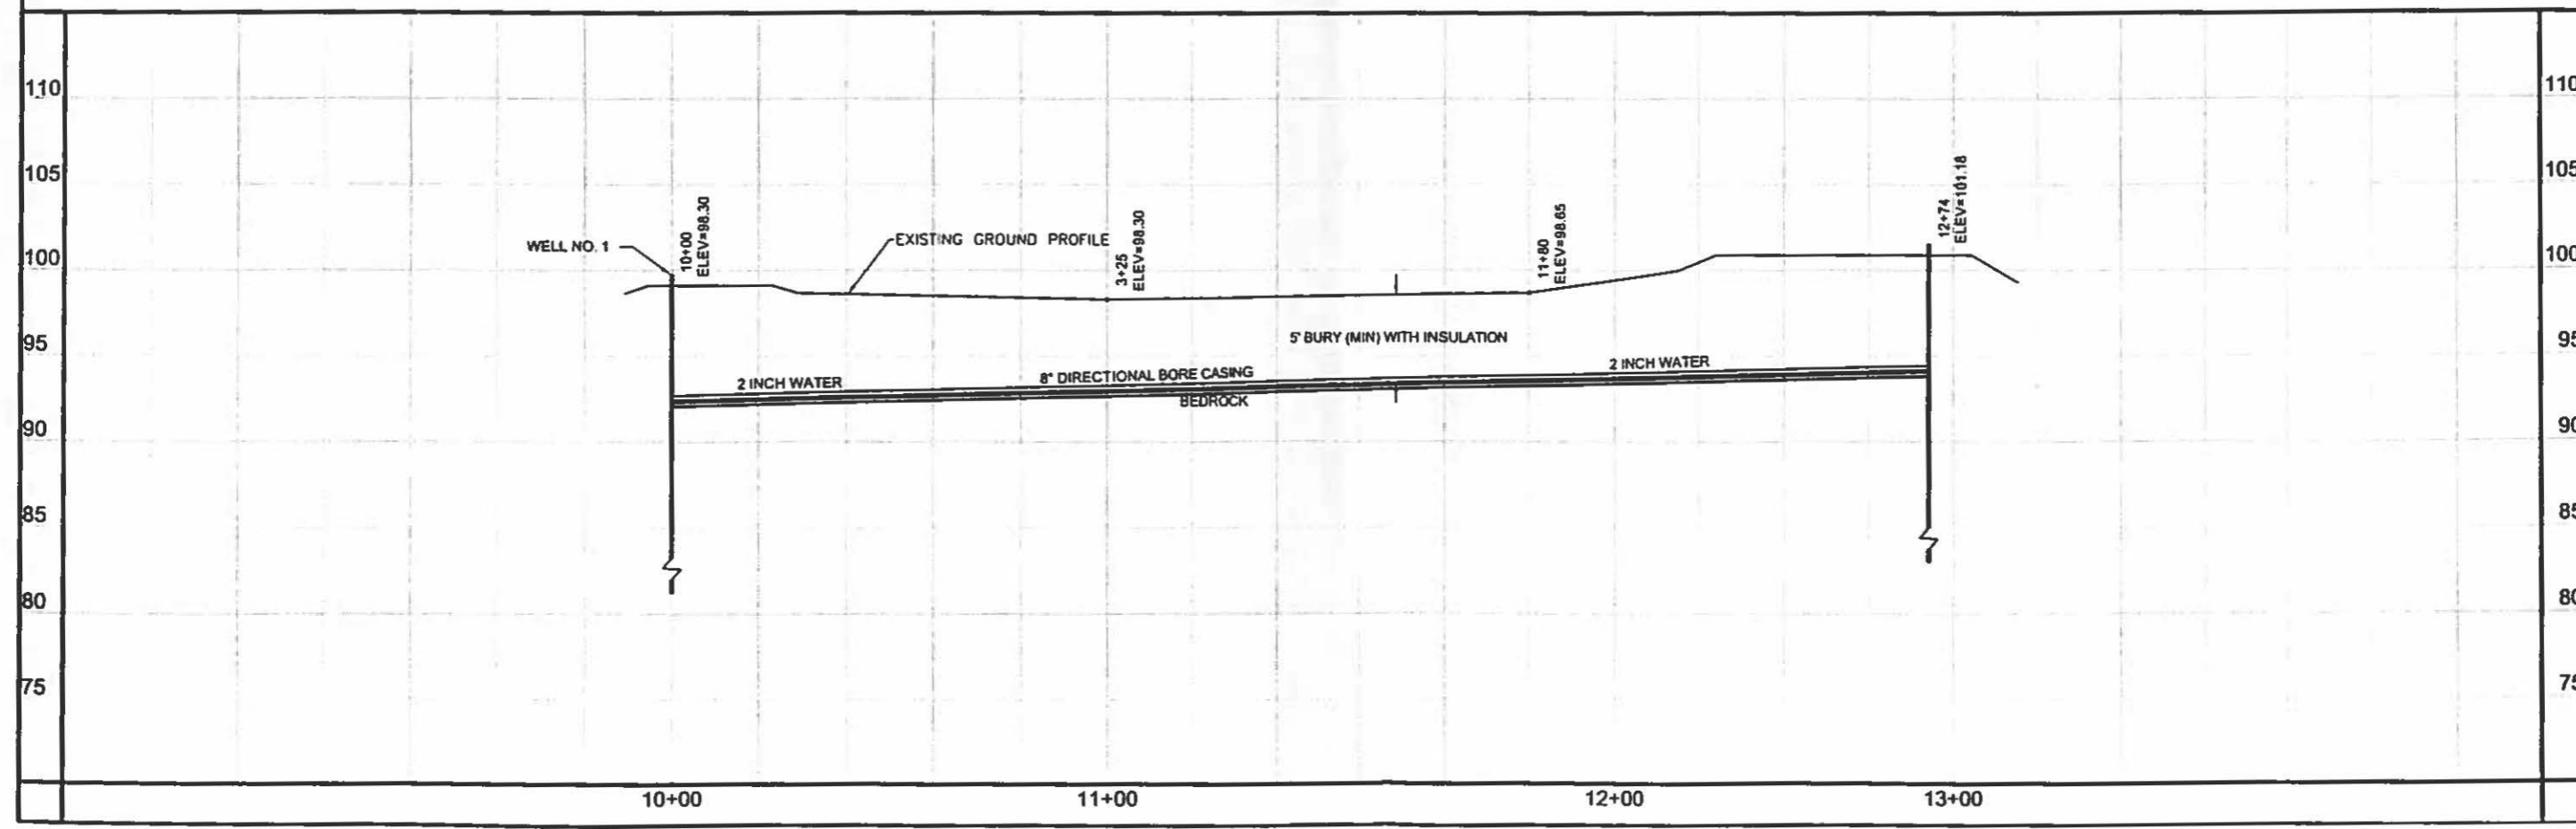 110
110
105
105
12+74
ELEV=101.18
WELL NO. 1
10+00
ELEV=98.30
EXISTING GROUND PROFILE
3+25
ELEV=98.30
11+80
ELEV=98.65
100
100
95
5' BURY (MIN) WITH INSULATION
95
2 INCH WATER
8" DIRECTIONAL BORE CASING
2 INCH WATER
BEDROCK
90
90
85
85
80
80
75
75
10+00
11+00
12+00
13+00